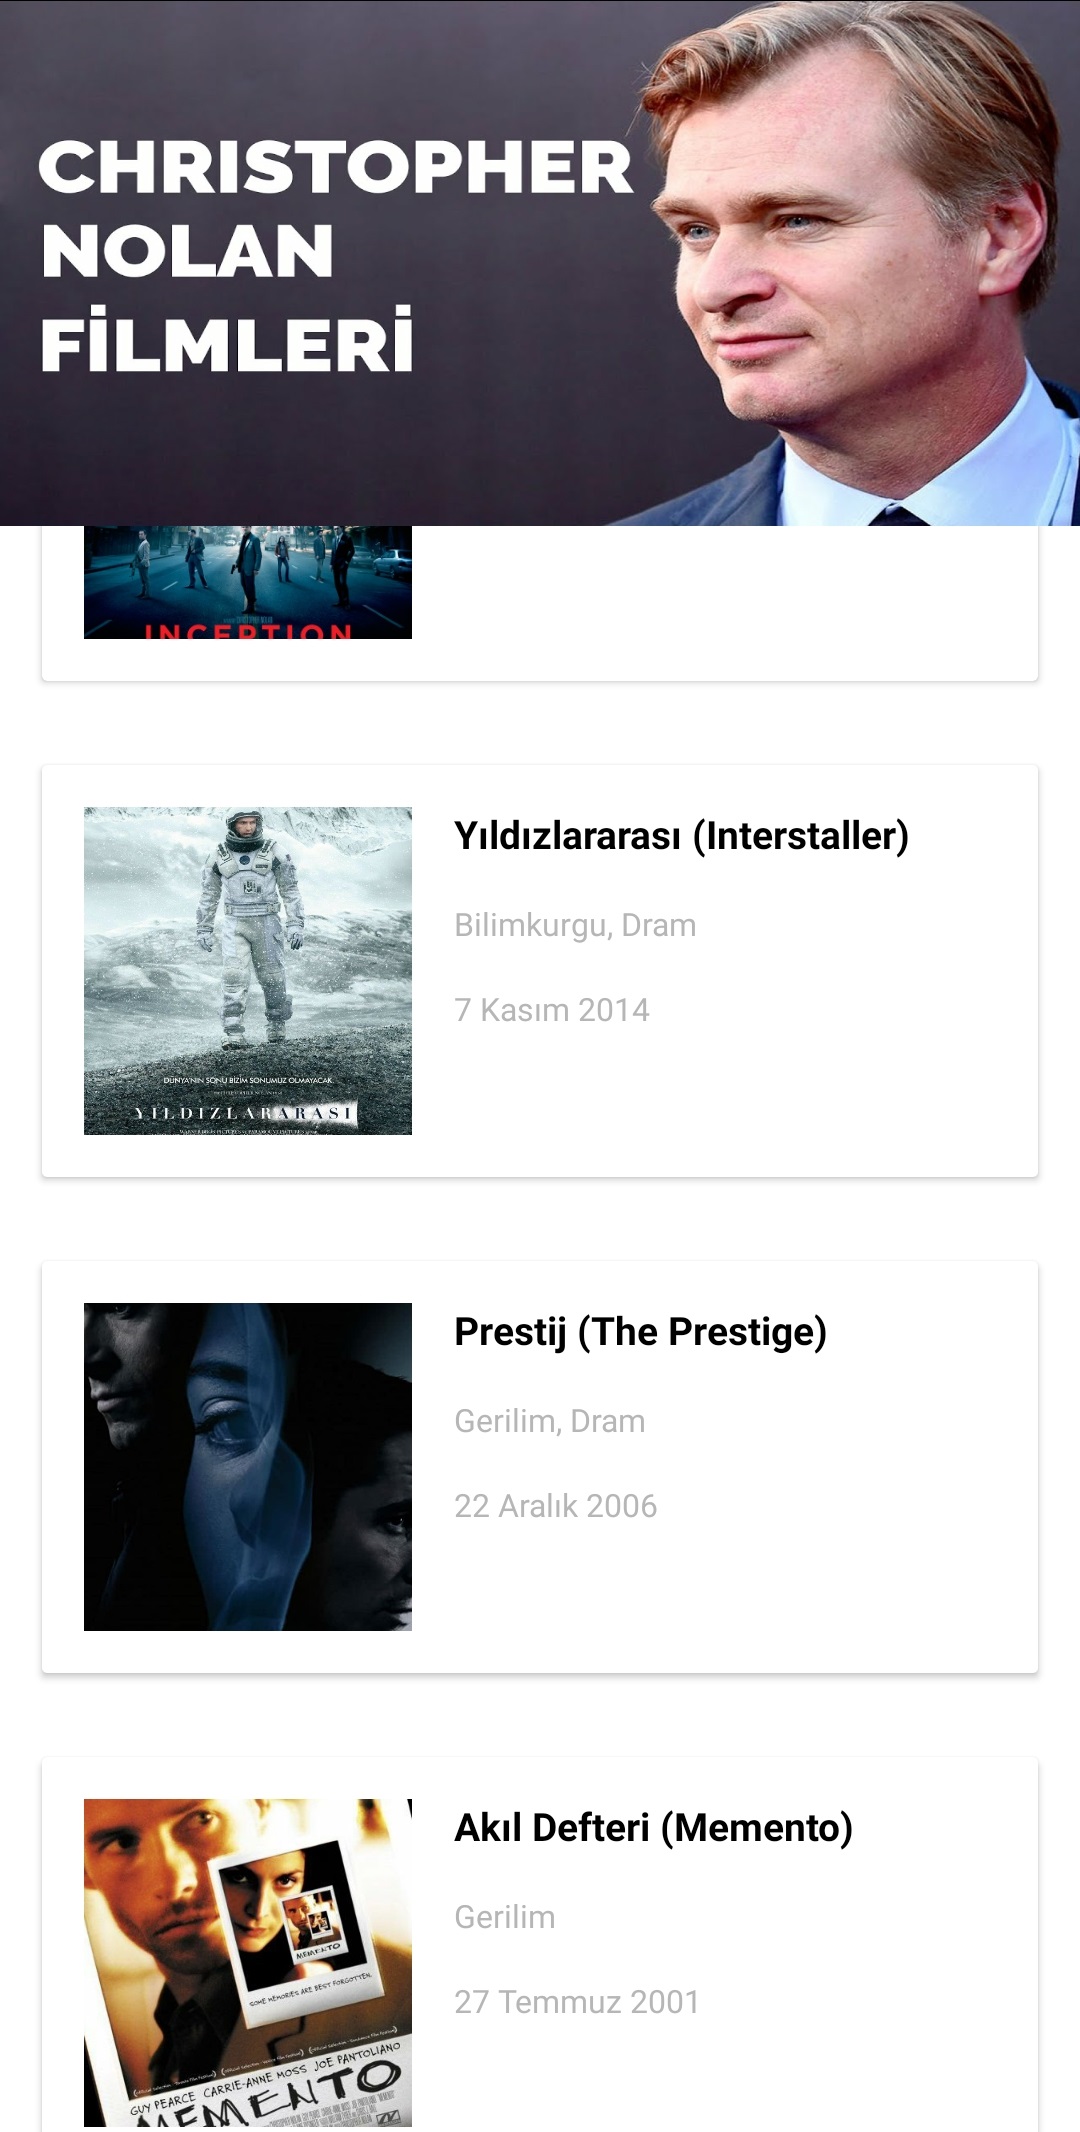 CHRISTOPHER
NOLAN
FİLMLERİ
INCEPTION
Yıldızlararası (Interstaller)
Bilimkurgu, Dram
7 Kasım 2014
DÜNYA'NIN SONU BİZİM SONUMUZ OLMAYACAK.
YILDIZLARARASI
Prestij (The Prestige)
Gerilim, Dram
22 Aralık 2006
Akıl Defteri (Memento)
Gerilim
27 Temmuz 2001
MEMENTO
SOME MEMORIES ARE BEST FORGOTTEN.
GUY PEARCE CARRIE-ANNE MOSS JOE PANTOLIANO
MEMENTO